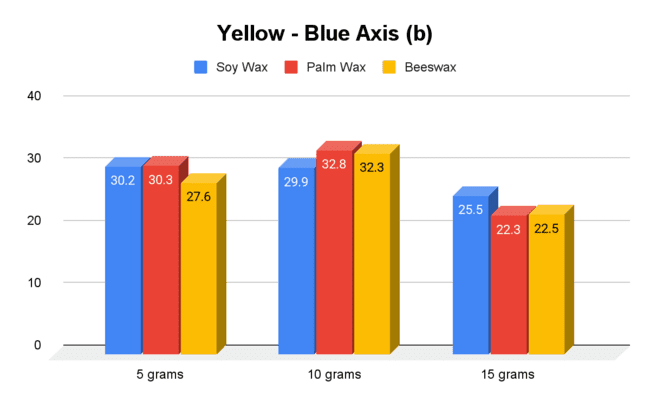 Yellow - Blue Axis (b)
Soy Wax Palm Wax Beeswax
40
30
20
10
0
30.2 30.3 27.6
29.9 32.8 32.3
25.5 22.3 22.5
5 grams 10 grams 15 grams